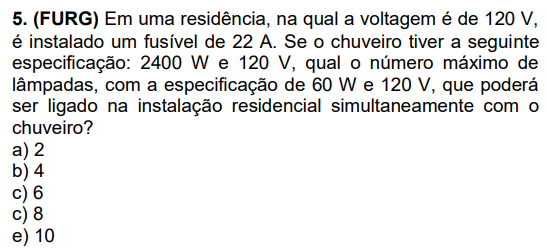 5. (FURG) Em uma residência, na qual a voltagem é de 120 V,
é instalado um fusível de 22 A. Se o chuveiro tiver a seguinte
especificação: 2400 W e 120 V, qual o número máximo de
lâmpadas, com a especificação de 60 W e 120 V, que poderá
ser ligado na instalação residencial simultaneamente com o
chuveiro?
a) 2
b) 4
c) 6
c) 8
e) 10